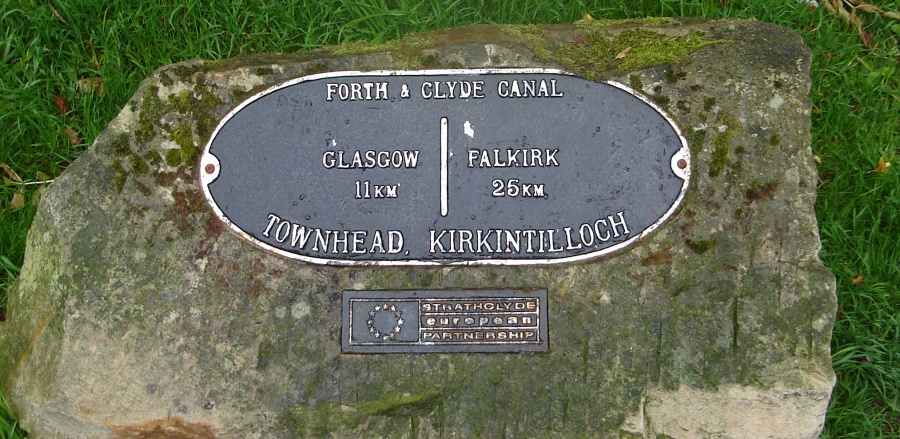 FORTH & CLYDE CANAL
GLASGOW FALKIRK
11KM 25KM
TOWNHEAD, KIRKINTILLOCH
STRATHCLYDE
european
PARTNERSHIP